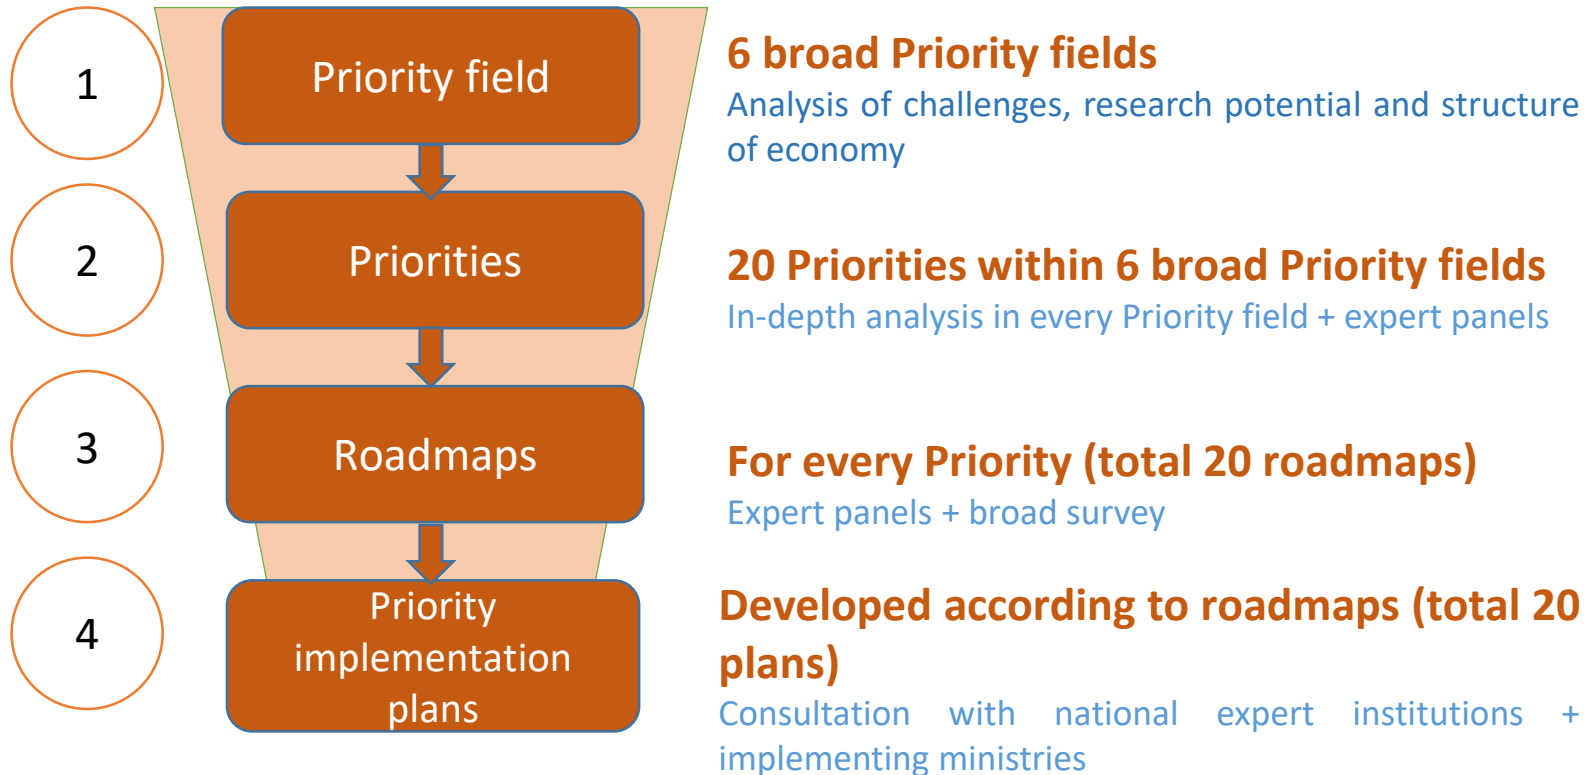 1
Priority field
6 broad Priority fields
Analysis of challenges, research potential and structure
of economy
2
Priorities
20 Priorities within 6 broad Priority fields
In-depth analysis in every Priority field + expert panels
3
Roadmaps
For every Priority (total 20 roadmaps)
Expert panels + broad survey
4
Priority
implementation
plans
Developed according to roadmaps (total 20
plans)
Consultation with national expert institutions +
implementing ministries